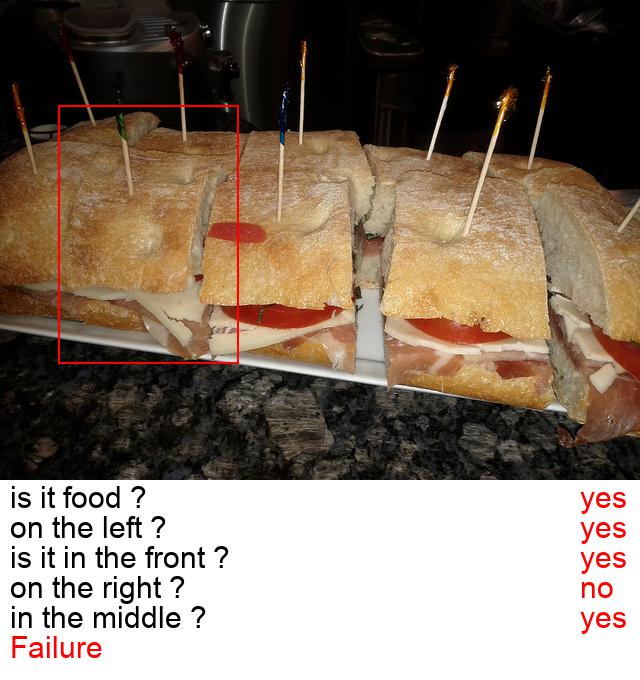 is it food ? yes
on the left ? yes
is it in the front ? yes
on the right ? no
in the middle ? yes
Failure